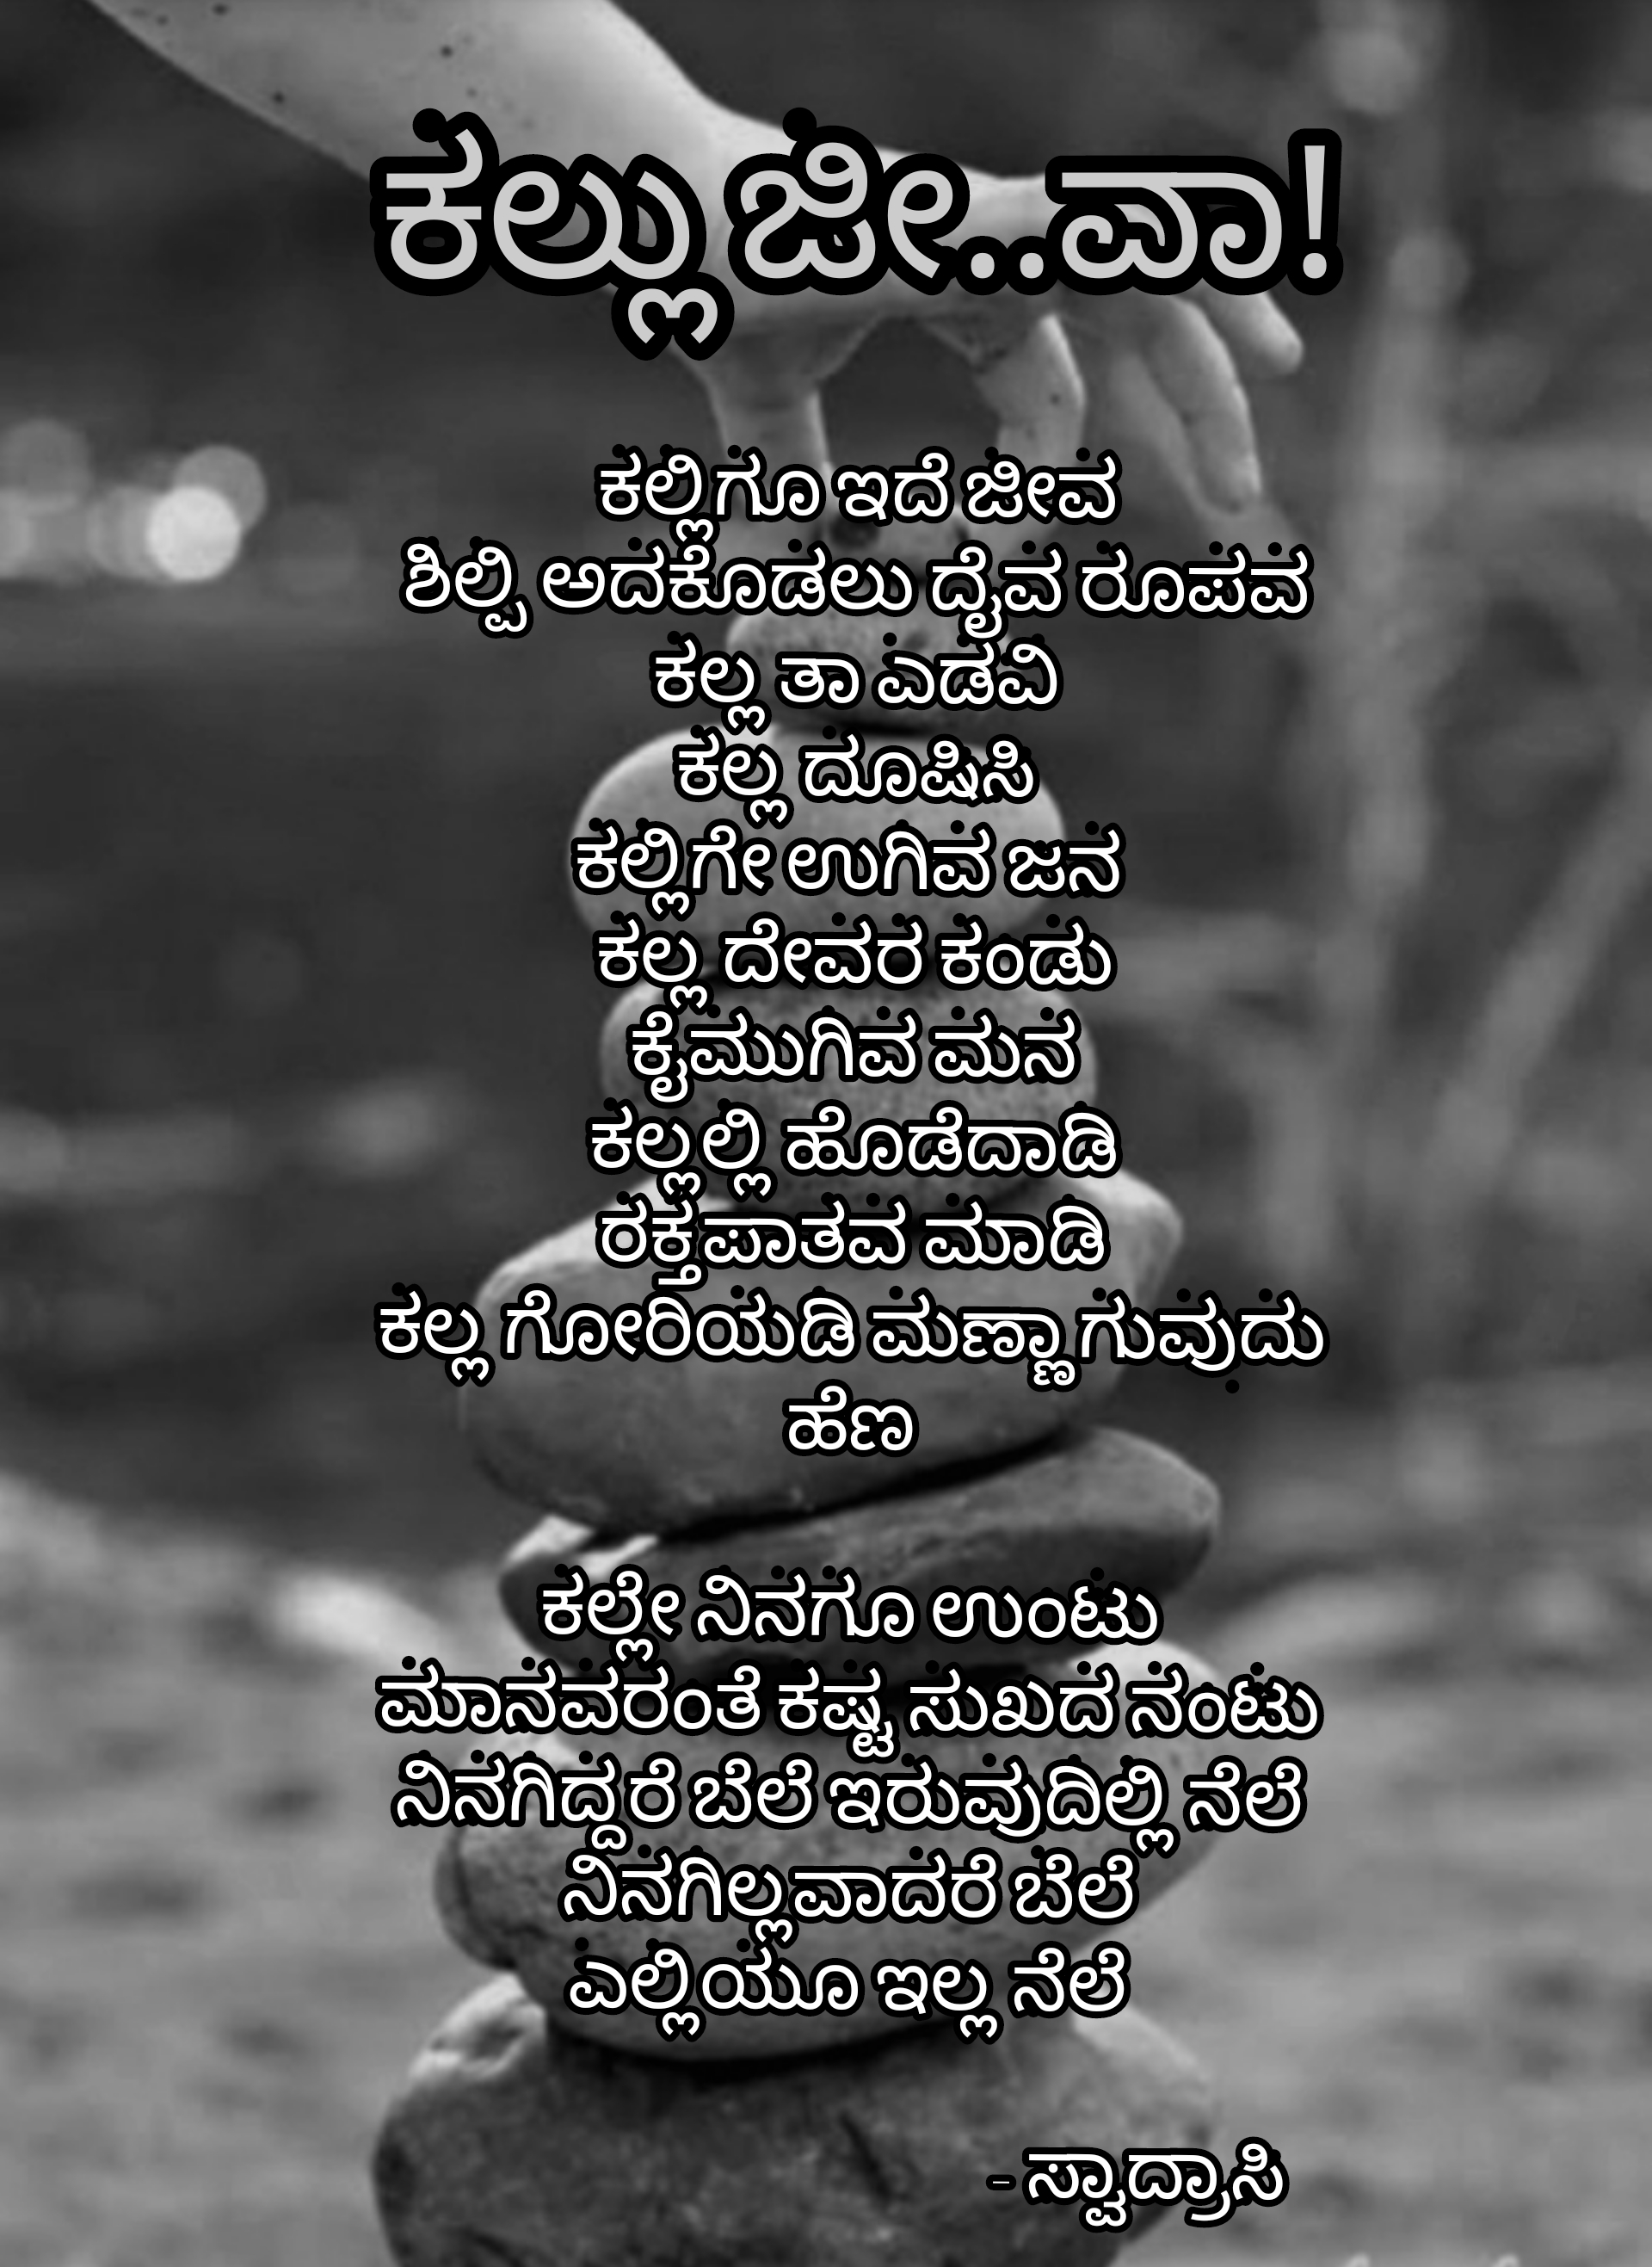 ಕಲ್ಲು ಜೀ..ಪಾ!
ಕಲ್ಲಿಗೂ ಇದೆ ಜೀವ
ಶಿಲ್ಪಿ ಅದಕೊಡಲು ದೈವ ರೂಪವ
ಕಲ್ಲ ತಾ ಎಡವಿ
ಕಲ್ಲ ದೂಷಿಸಿ
ಕಲ್ಲಿಗೇ ಉಗಿವ ಜನ
ಕಲ್ಲ ದೇವರ ಕಂಡು
ಕೈಮುಗಿವ ಮನ
ಕಲ್ಲಲ್ಲಿ ಹೊಡೆದಾಡಿ
ರಕ್ತಪಾತವ ಮಾಡಿ
ಕಲ್ಲ ಗೋರಿಯಡಿ ಮಣ್ಣಾಗುವುದು
ಹೆಣ
ಕಲ್ಲೇ ನಿನಗೂ ಉಂಟು
ಮಾನವರಂತೆ ಕಷ್ಟ ಸುಖದ ನಂಟು
ನಿನಗಿದ್ದರೆ ಬೆಲೆ ಇರುವುದಿಲ್ಲಿ ನೆಲೆ
ನಿನಗಿಲ್ಲವಾದರೆ ಬೆಲೆ
ಎಲ್ಲಿಯೂ ಇಲ್ಲ ನೆಲೆ
- ಸ್ವಾದ್ರಾಸಿ